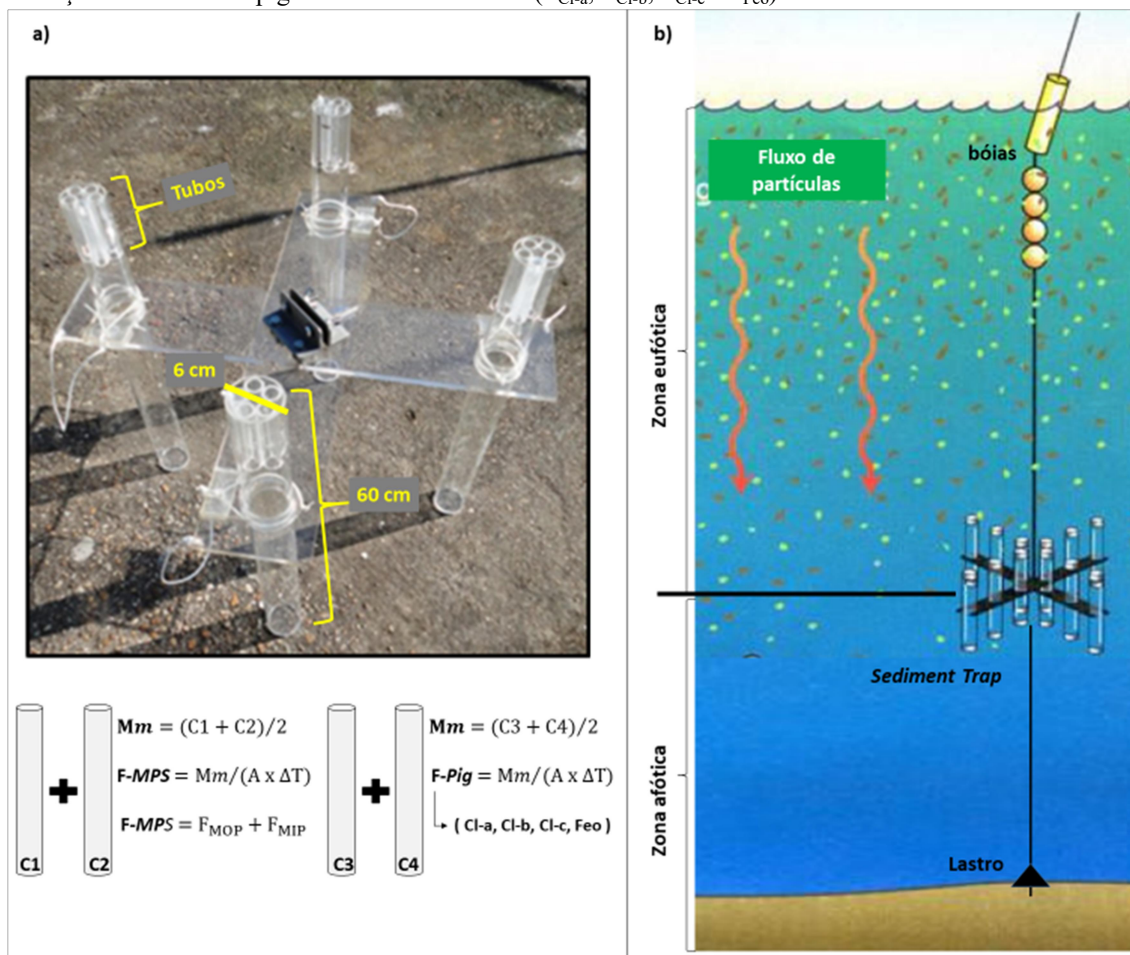 a)
Tubos
6 cm
60 cm
Mm = (C1 + C2)/2
F-MPS = Mm/(A x ΔT)
F-MPS = F_MOP + F_MIP
C1
C2
Mm = (C3 + C4)/2
F-Pig = Mm/(A x ΔT)
( Cl-a, Cl-b, Cl-c, Feo )
C3
C4
b)
bóias
Fluxo de
partículas
Zona eufótica
Sediment Trap
Zona afótica
Lastro